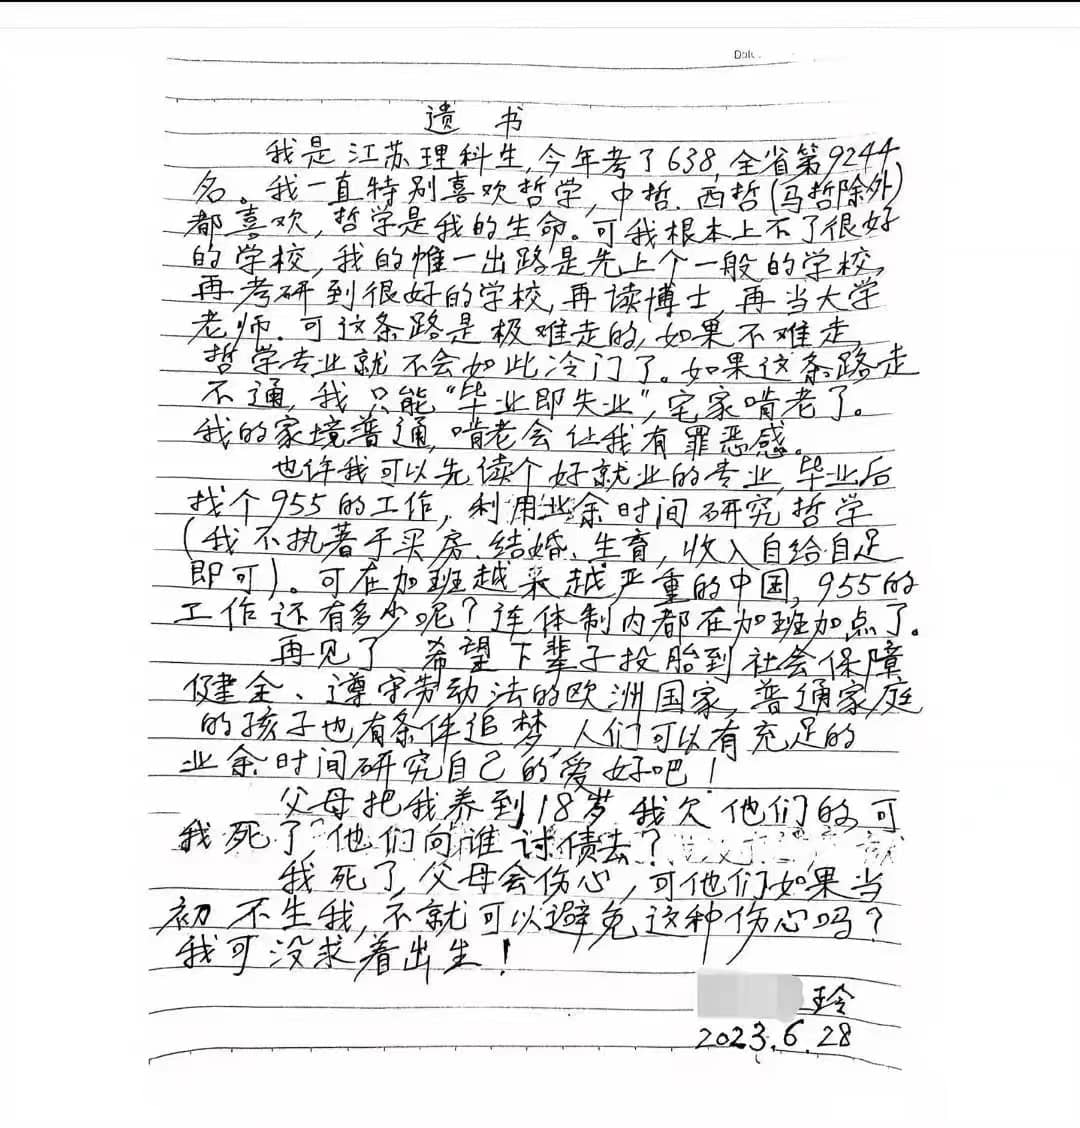 遗书
我是江苏理科生,今年考了638,全省第9244
名。我一直特别喜欢哲学,中哲.西哲(马哲除外)
都喜欢,哲学是我的生命。可我根本上不了很好
的学校,我的惟一出路是先上个一般的学校,
再考研到很好的学校,再读博士,再当大学
老师.可这条路是极难走的,如果不难走,
哲学专业就不会如此冷门了。如果这条路走
不通,我只能“毕业即失业”,宅家啃老了。
我的家境普通,啃老会让我有罪恶感。
也许我可以先读个好就业的专业,毕业后
找个955的工作,利用业余时间研究哲学
(我不执著于买房、结婚、生育,收入自给自足
即可)。可在加班越来越严重的中国,955的
工作还有多少呢?连体制内都在加班加点了。
再见了 希望下辈子投胎到社会保障
健全、遵守劳动法的欧洲国家,普通家庭
的孩子也有条件追梦,人们可以有充足的
业余时间研究自己的爱好吧!
父母把我养到18岁 我欠他们的 可
我死了 他们向谁讨债去?
我死了,父母会伤心,可他们如果当
初不生我,不就可以避免这种伤心吗?
我可没求着出生!
玲
2023.6.28